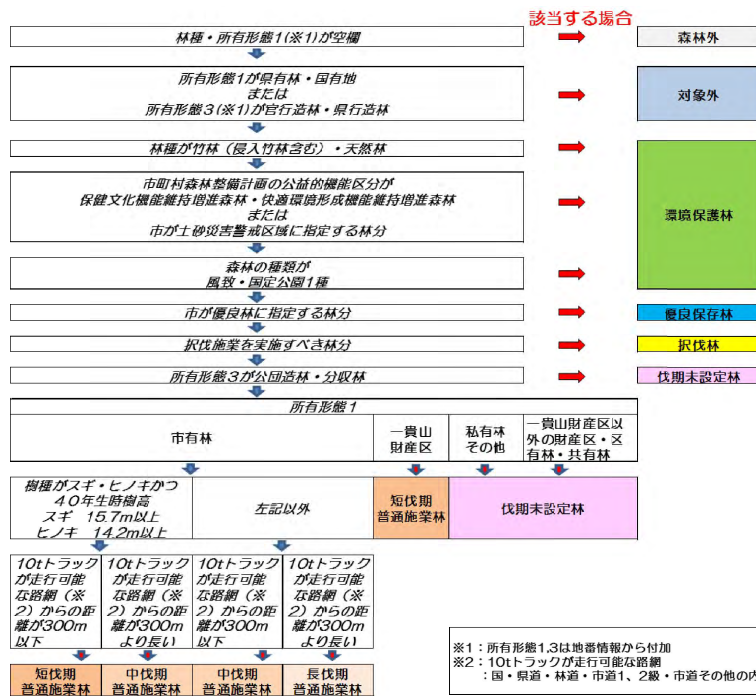 該当する場合
林種・所有形態1(※1)が空欄
森林外
所有形態1が県有林・国有地
または
所有形態3(※1)が官行造林・県行造林
対象外
林種が竹林（侵入竹林含む）・天然林
市町村森林整備計画の公益的機能区分が
保健文化機能維持増進森林・快適環境形成機能維持増進森林
または
市が土砂災害警戒区域に指定する林分
環境保護林
森林の種類が
風致・国定公園1種
市が優良林に指定する林分
優良保存林
択伐施業を実施すべき林分
択伐林
所有形態3が公団造林・分収林
伐期未設定林
所有形態1
市有林
一貴山
財産区
私有林
その他
一貴山財産区以
外の財産区・区
有林・共有林
樹種がスギ・ヒノキかつ
４０年生時樹高
スギ　15.7m以上
ヒノキ　14.2m以上
左記以外
短伐期
普通施業林
伐期未設定林
10tトラック
が走行可能
な路網（※
２）からの距
離が300m
以下
10tトラック
が走行可能
な路網（※
２）からの距
離が300m
より長い
10tトラック
が走行可能
な路網（※
２）からの距
離が300m
以下
10tトラック
が走行可能
な路網（※
２）からの距
離が300m
より長い
短伐期
普通施業林
中伐期
普通施業林
中伐期
普通施業林
長伐期
普通施業林
※1：所有形態1,3は地番情報から付加
※2：10tトラックが走行可能な路網
：国・県道・林道・市道1、2級・市道その他の